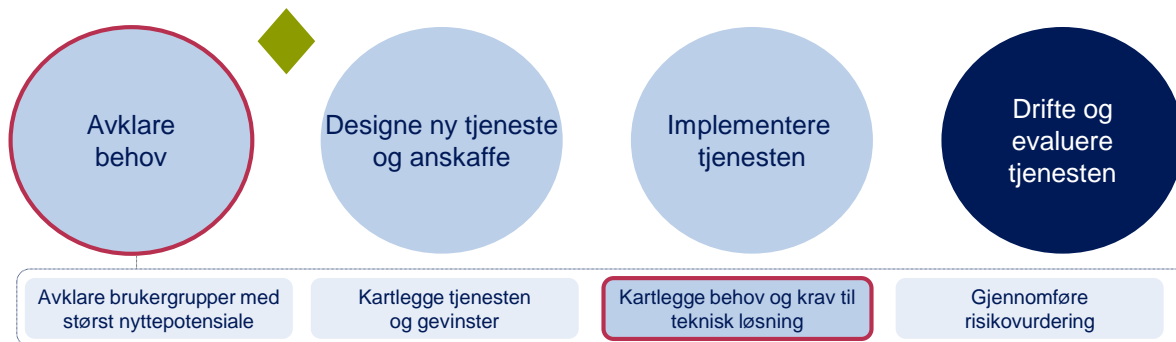 Avklare
behov
Designe ny tjeneste
og anskaffe
Implementere
tjenesten
Drifte og
evaluere
tjenesten
Avklare brukergrupper med
størst nyttepotensiale
Kartlegge tjenesten
og gevinster
Kartlegge behov og krav til
teknisk løsning
Gjennomføre
risikovurdering